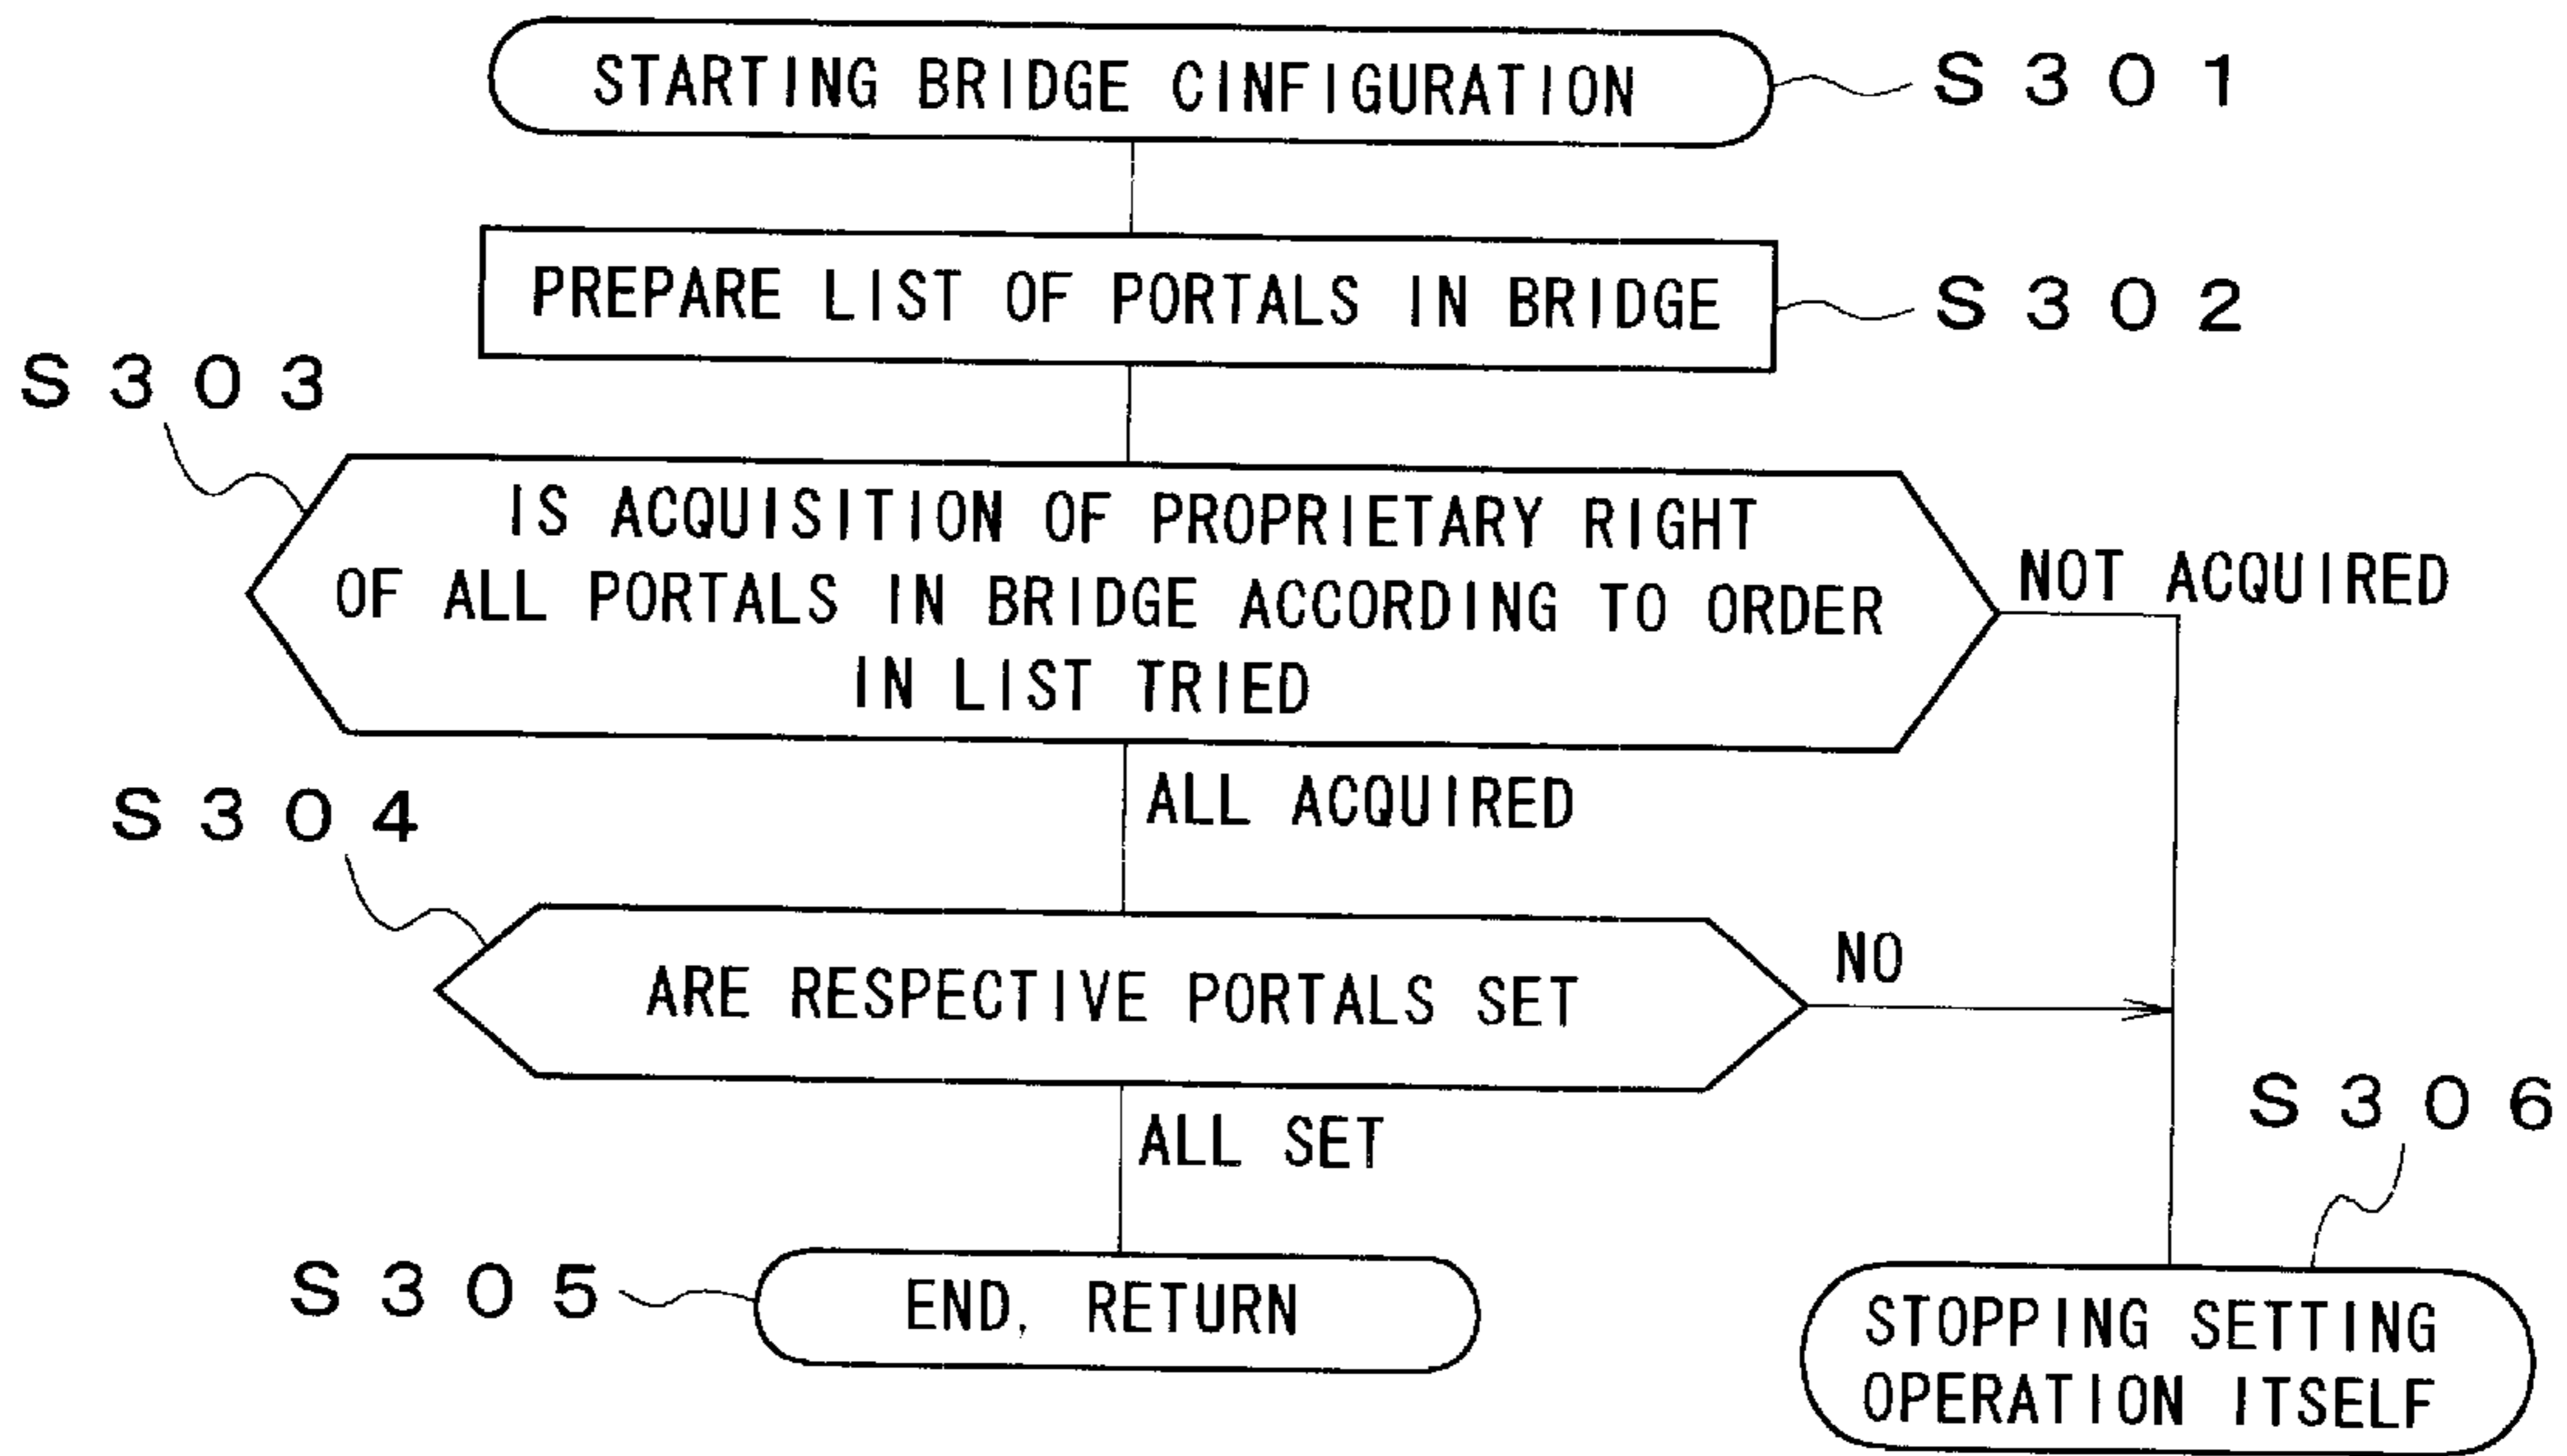 STARTING BRIDGE CINFIGURATION
S301
PREPARE LIST OF PORTALS IN BRIDGE
S302
S303
IS ACQUISITION OF PROPRIETARY RIGHT
OF ALL PORTALS IN BRIDGE ACCORDING TO ORDER
IN LIST TRIED
NOT ACQUIRED
ALL ACQUIRED
S304
ARE RESPECTIVE PORTALS SET
NO
ALL SET
S305
END, RETURN
S306
STOPPING SETTING
OPERATION ITSELF